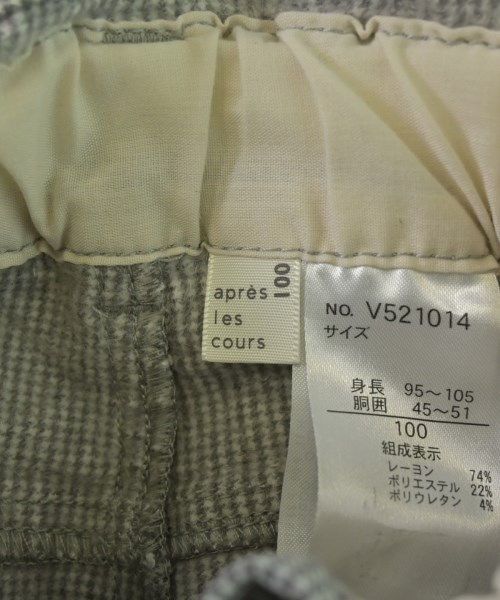 après
les
cours
100
NO. V521014
サイズ
身長 95～105
胴囲 45～51
100
組成表示
レーヨン 74%
ポリエステル 22%
ポリウレタン 4%